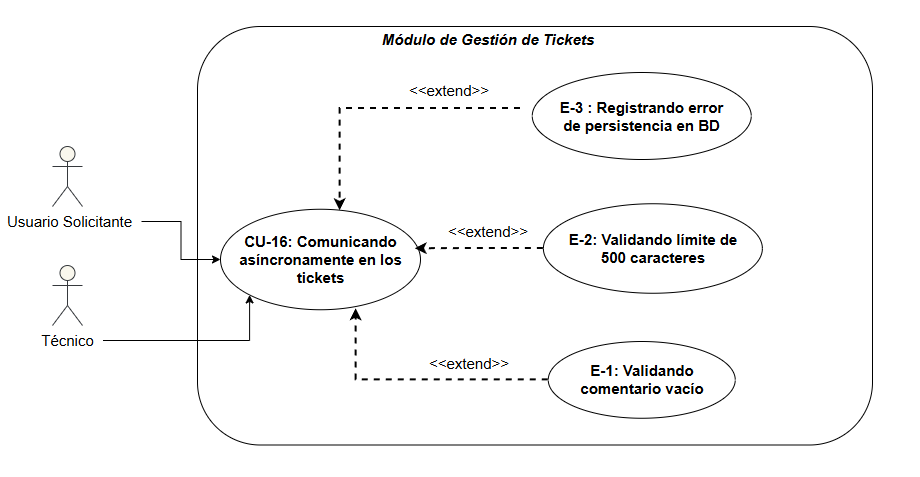 Módulo de Gestión de Tickets
<<extend>>
E-3 : Registrando error
de persistencia en BD
Usuario Solicitante
CU-16: Comunicando
asíncronamente en los
tickets
<<extend>>
E-2: Validando límite de
500 caracteres
Técnico
<<extend>>
E-1: Validando
comentario vacío